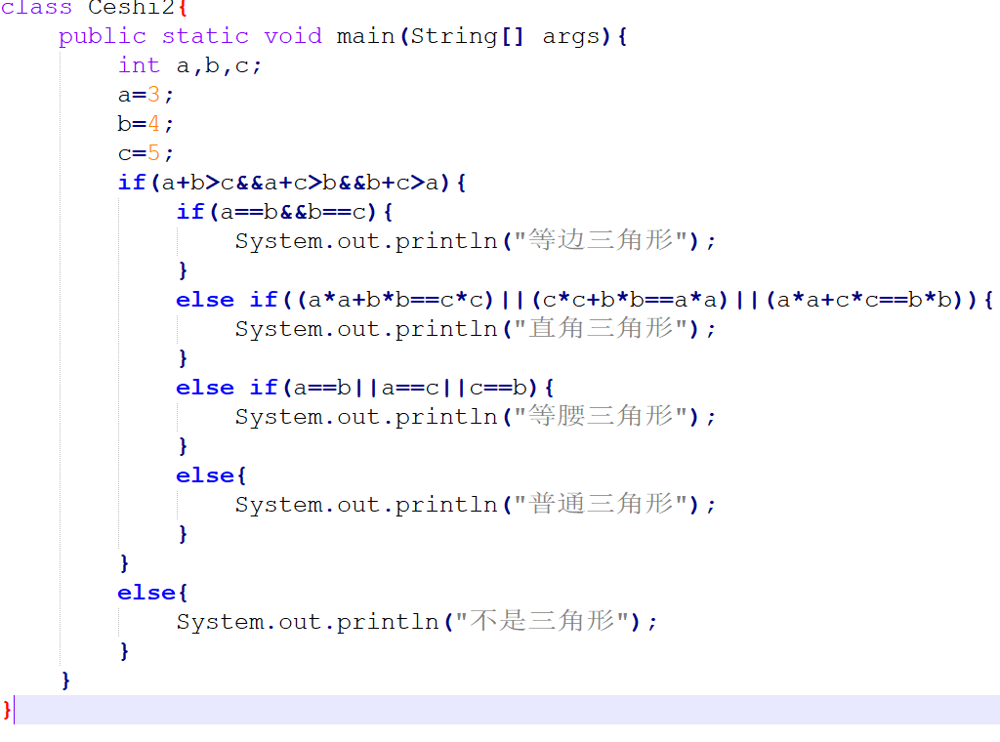 class Ceshi2{
    public static void main(String[] args){
        int a,b,c;
        a=3;
        b=4;
        c=5;
        if(a+b>c&&a+c>b&&b+c>a){
            if(a==b&&b==c){
                System.out.println("等边三角形");
            }
            else if((a*a+b*b==c*c)||(c*c+b*b==a*a)||(a*a+c*c==b*b)){
                System.out.println("直角三角形");
            }
            else if(a==b||a==c||c==b){
                System.out.println("等腰三角形");
            }
            else{
                System.out.println("普通三角形");
            }
        }
        else{
            System.out.println("不是三角形");
        }
    }
}